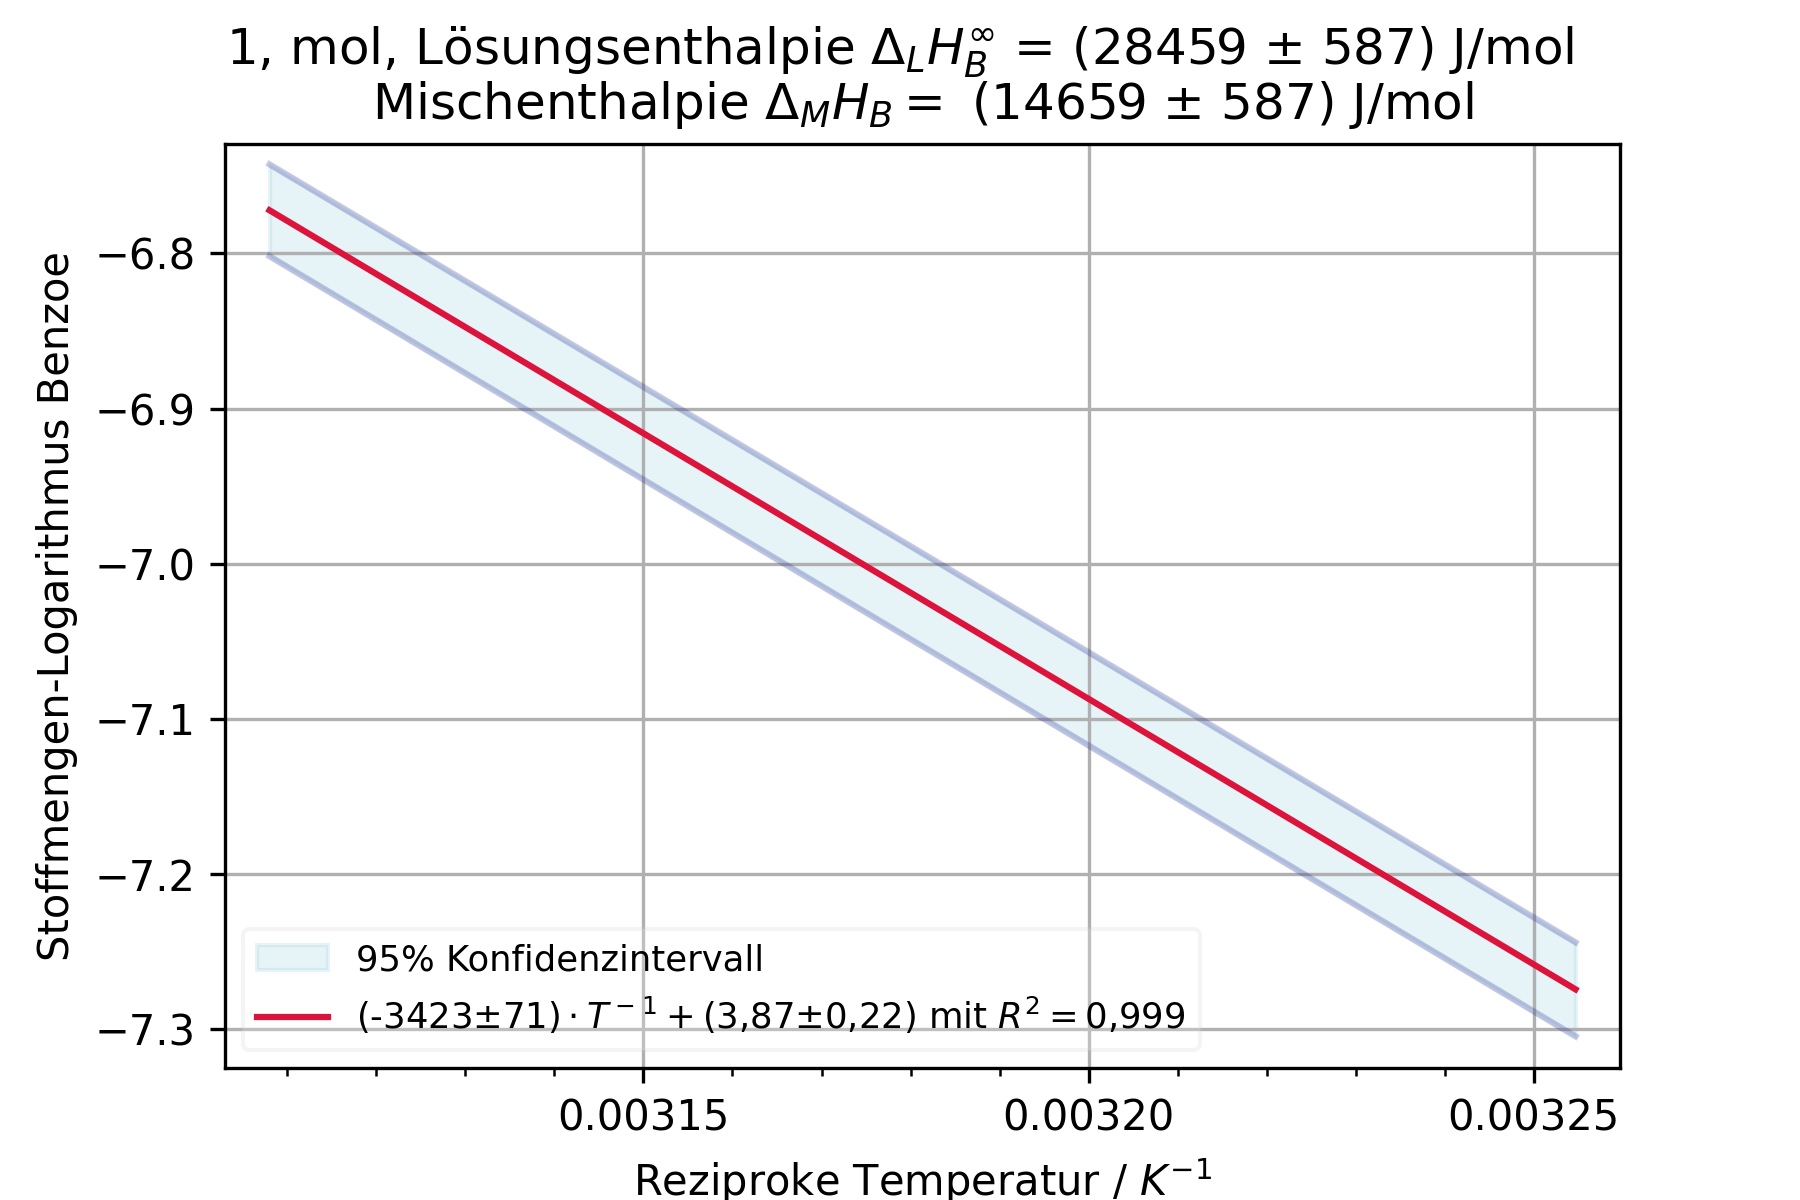 1, mol, Lösungsenthalpie Δ_L H_B^∞ = (28459 ± 587) J/mol
Mischenthalpie Δ_M H_B = (14659 ± 587) J/mol
Stoffmengen-Logarithmus Benzoe
−6.8
−6.9
−7.0
−7.1
−7.2
−7.3
95% Konfidenzintervall
(-3423±71) · T^−1 + (3,87±0,22) mit R^2 = 0,999
0.00315 0.00320 0.00325
Reziproke Temperatur / K^−1